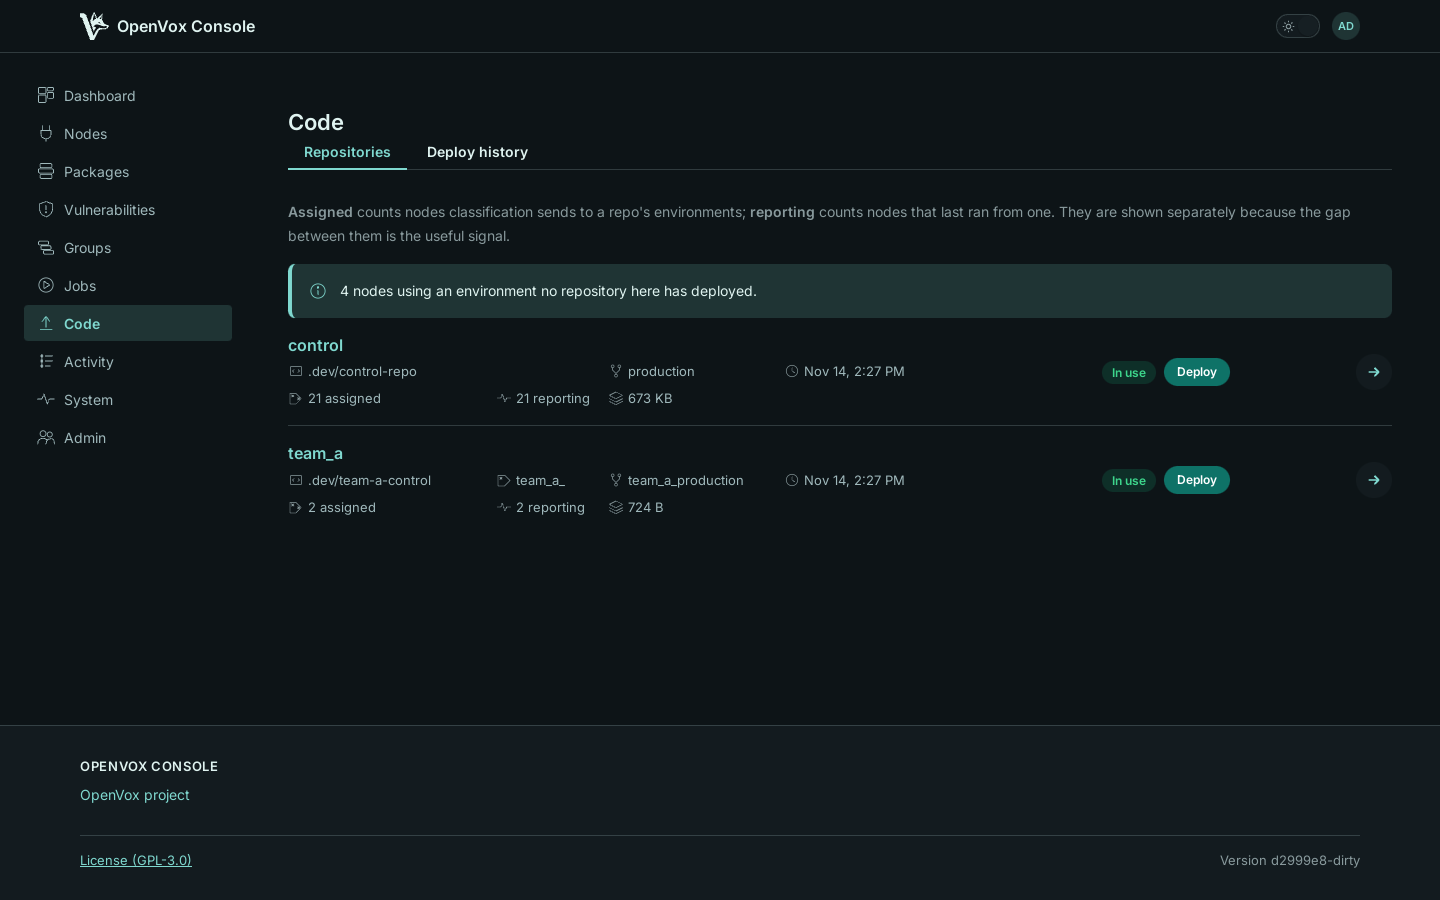 OpenVox Console
AD
Dashboard
Nodes
Packages
Vulnerabilities
Groups
Jobs
Code
Activity
System
Admin
Code
Repositories
Deploy history
Assigned counts nodes classification sends to a repo's environments; reporting counts nodes that last ran from one. They are shown separately because the gap
between them is the useful signal.
4 nodes using an environment no repository here has deployed.
control
.dev/control-repo
production
Nov 14, 2:27 PM
In use
Deploy
21 assigned
21 reporting
673 KB
team_a
.dev/team-a-control
team_a_
team_a_production
Nov 14, 2:27 PM
In use
Deploy
2 assigned
2 reporting
724 B
OPENVOX CONSOLE
OpenVox project
License (GPL-3.0)
Version d2999e8-dirty